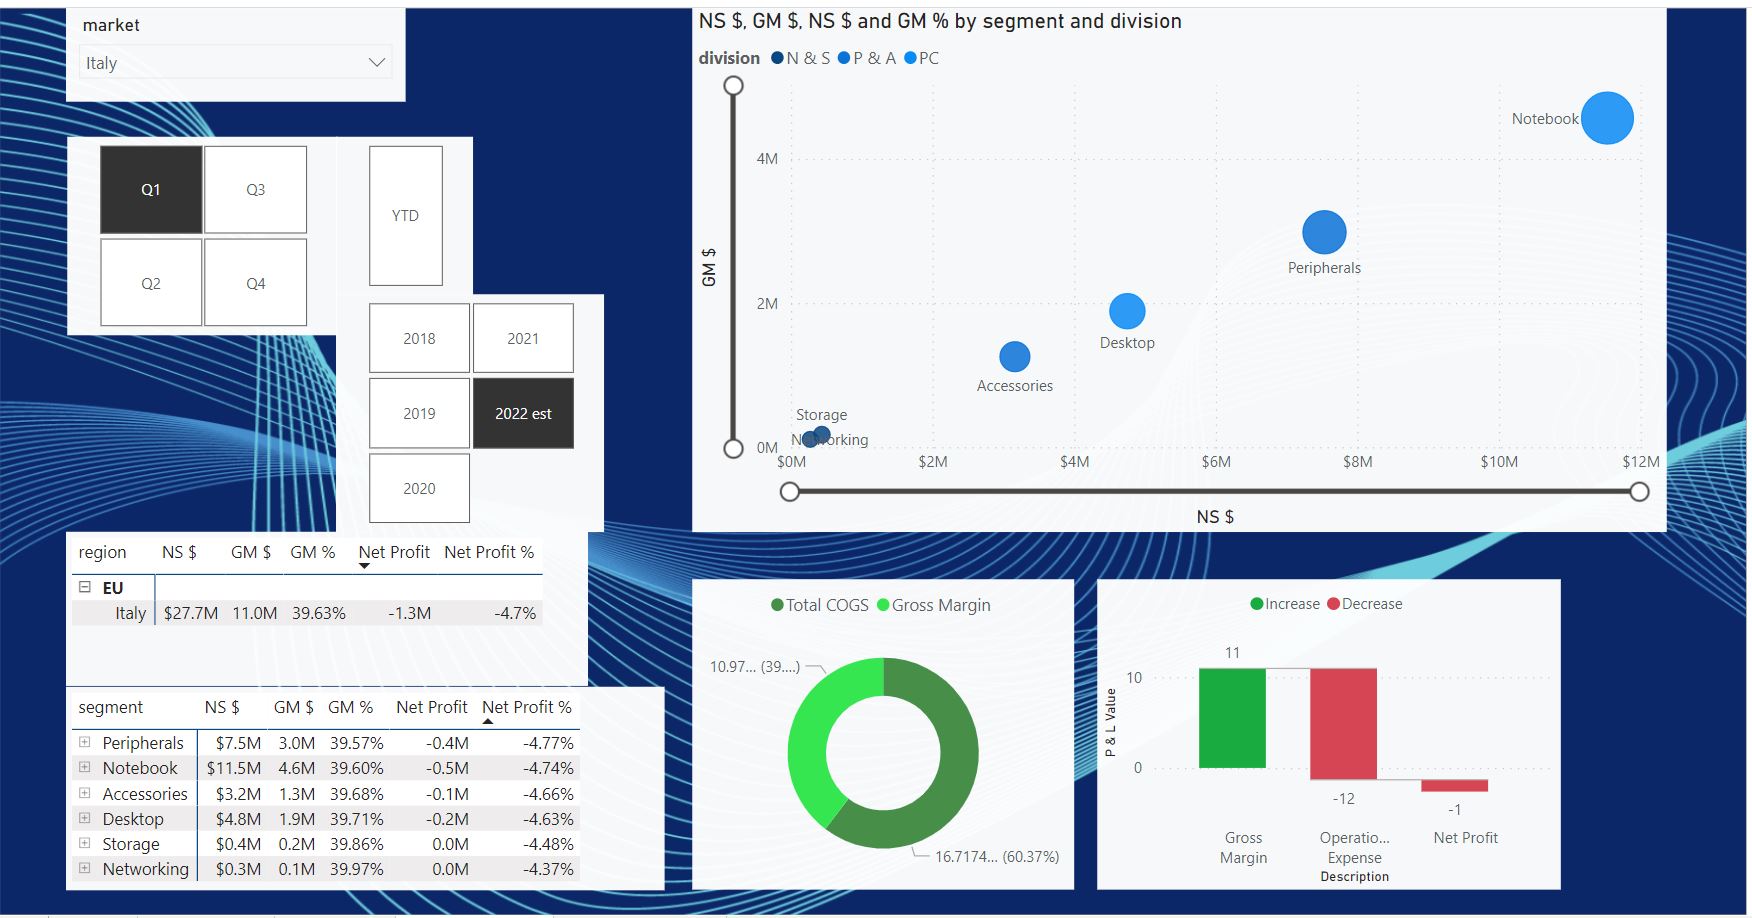 market
Italy
Q1
Q3
Q2
Q4
YTD
2018
2021
2019
2022 est
2020
NS $, GM $, NS $ and GM % by segment and division
division N & S P & A PC
GM $
4M
2M
0M
Notebook
Peripherals
Desktop
Accessories
Storage
Networking
$0M $2M $4M $6M $8M $10M $12M
NS $
region NS $ GM $ GM % Net Profit Net Profit %
EU
Italy $27.7M 11.0M 39.63% -1.3M -4.7%
segment NS $ GM $ GM % Net Profit Net Profit %
Peripherals $7.5M 3.0M 39.57% -0.4M -4.77%
Notebook $11.5M 4.6M 39.60% -0.5M -4.74%
Accessories $3.2M 1.3M 39.68% -0.1M -4.66%
Desktop $4.8M 1.9M 39.71% -0.2M -4.63%
Storage $0.4M 0.2M 39.86% 0.0M -4.48%
Networking $0.3M 0.1M 39.97% 0.0M -4.37%
Total COGS Gross Margin
10.97... (39....)
16.7174... (60.37%)
Increase Decrease
P & L Value
10
0
11
-12
-1
Gross
Margin
Operatio...
Expense
Net Profit
Description